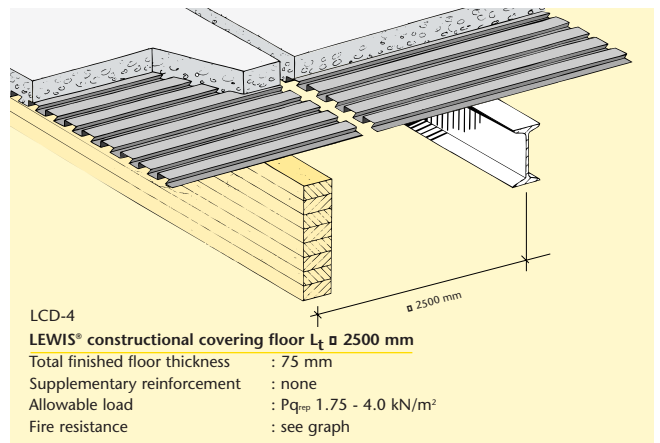 ¤ 2500 mm
LCD-4
LEWIS® constructional covering floor Lt ¤ 2500 mm
Total finished floor thickness : 75 mm
Supplementary reinforcement : none
Allowable load : Pqrep 1.75 - 4.0 kN/m²
Fire resistance : see graph